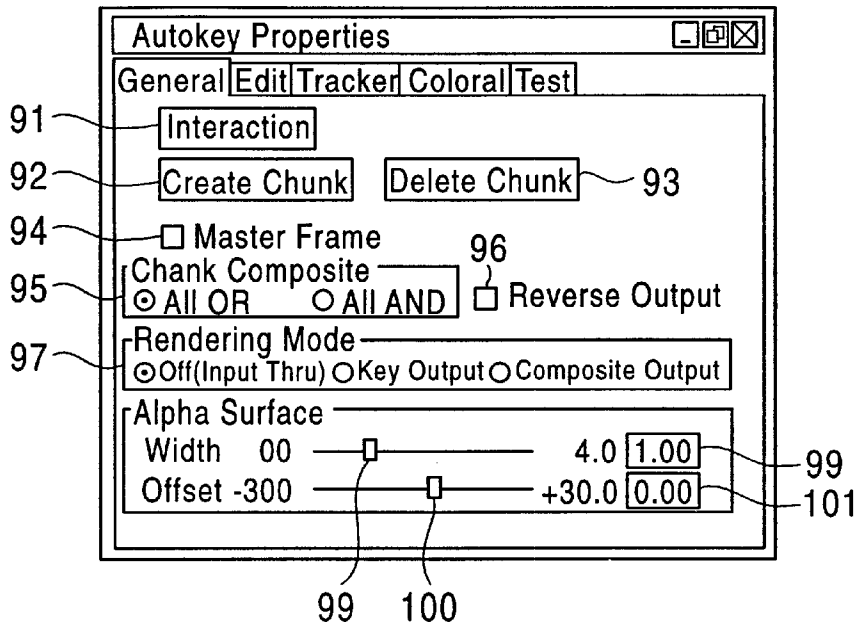 Autokey Properties
General Edit Tracker Coloral Test
91 Interaction
92 Create Chunk Delete Chunk 93
94 Master Frame 96
95 Chank Composite
All OR All AND Reverse Output
97 Rendering Mode
Off(Input Thru) Key Output Composite Output
Alpha Surface
Width 00 4.0 1.00 99
Offset -300 +30.0 0.00 101
99 100